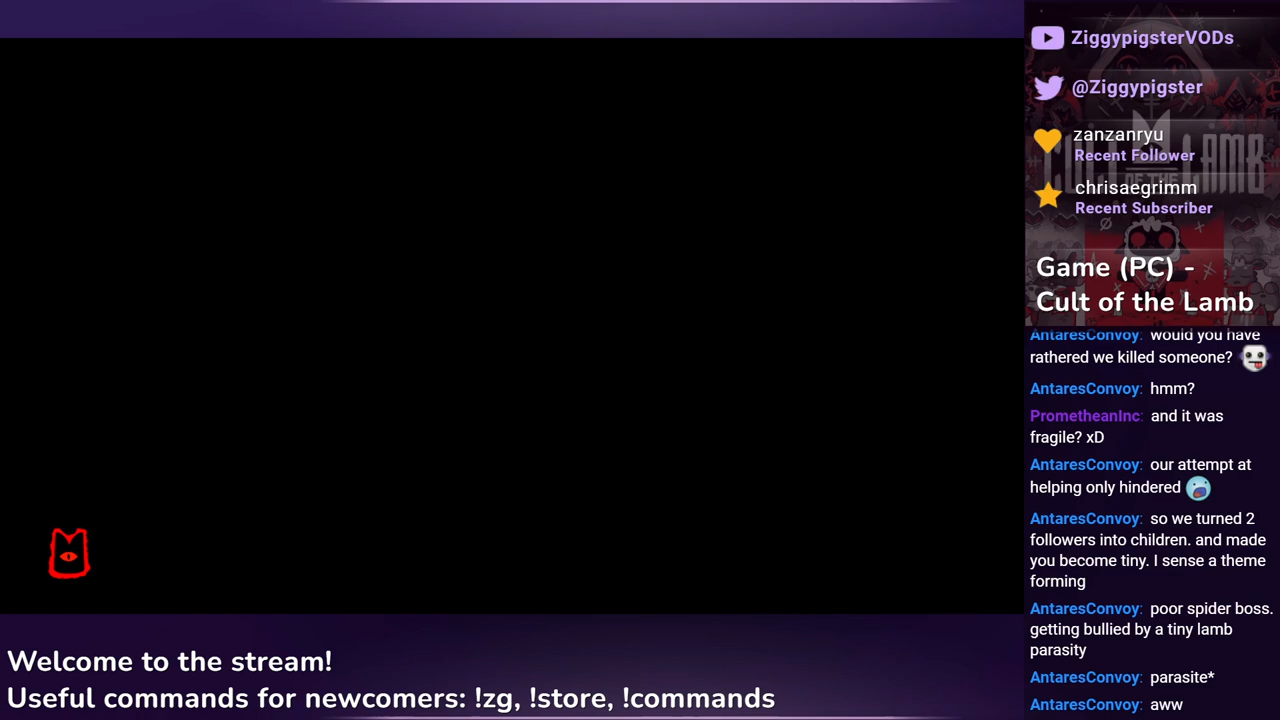 ZiggypigsterVODs
@Ziggypigster
zanzanryu
Recent Follower
chrisaegrimm
Recent Subscriber
CULT OF THE LAMB
Game (PC) -
Cult of the Lamb
AntaresConvoy: would you have
rathered we killed someone?
AntaresConvoy: hmm?
PrometheanInc: and it was
fragile? xD
AntaresConvoy: our attempt at
helping only hindered
AntaresConvoy: so we turned 2
followers into children. and made
you become tiny. I sense a theme
forming
AntaresConvoy: poor spider boss.
getting bullied by a tiny lamb
parasity
AntaresConvoy: parasite*
AntaresConvoy: aww
Welcome to the stream!
Useful commands for newcomers: !zg, !store, !commands